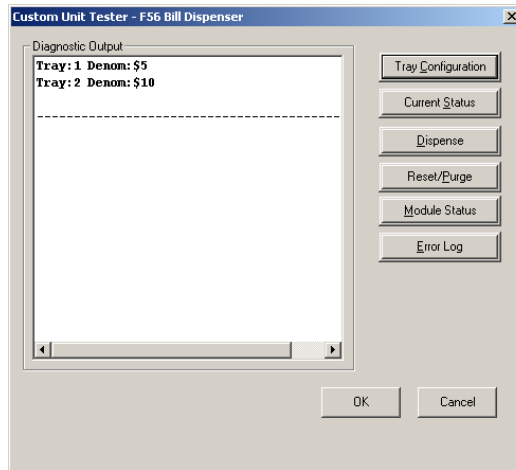 Custom Unit Tester - F56 Bill Dispenser
Diagnostic Output
Tray:1 Denom:$5
Tray:2 Denom:$10
----------------------------------------
Tray Configuration
Current Status
Dispense
Reset/Purge
Module Status
Error Log
OK
Cancel